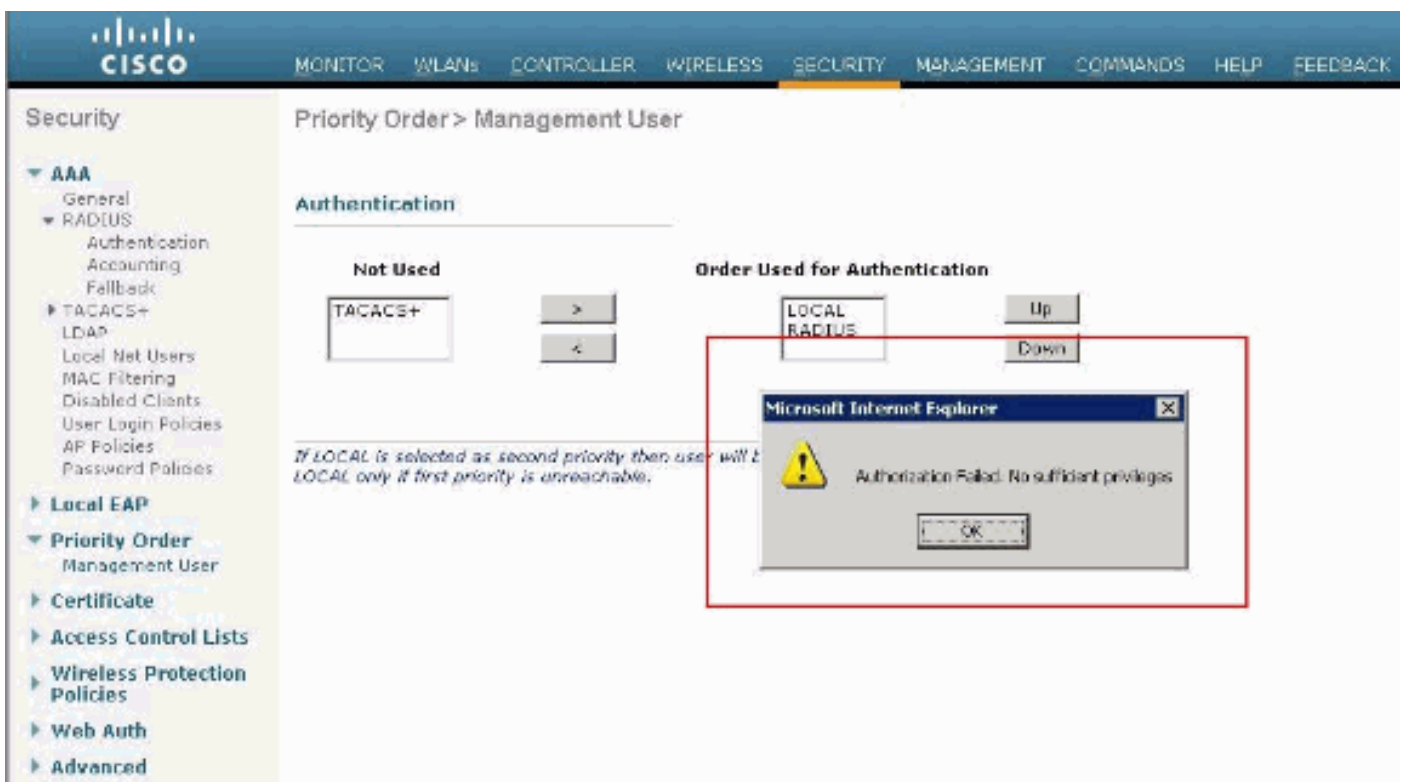 CISCO
MONITOR WLANs CONTROLLER WIRELESS SECURITY MANAGEMENT COMMANDS HELP FEEDBACK
Security
AAA
General
RADIUS
Authentication
Accounting
Fallback
TACACS+
LDAP
Local Net Users
MAC Filtering
Disabled Clients
User Login Policies
AP Policies
Password Policies
Local EAP
Priority Order
Management User
Certificate
Access Control Lists
Wireless Protection
Policies
Web Auth
Advanced
Priority Order > Management User
Authentication
Not Used
TACACS+
>
<
Order Used for Authentication
LOCAL
RADIUS
Up
Down
If LOCAL is selected as second priority then user will
LOCAL only if first priority is unreachable.
Microsoft Internet Explorer
Authorization Failed. No sufficient privileges
OK